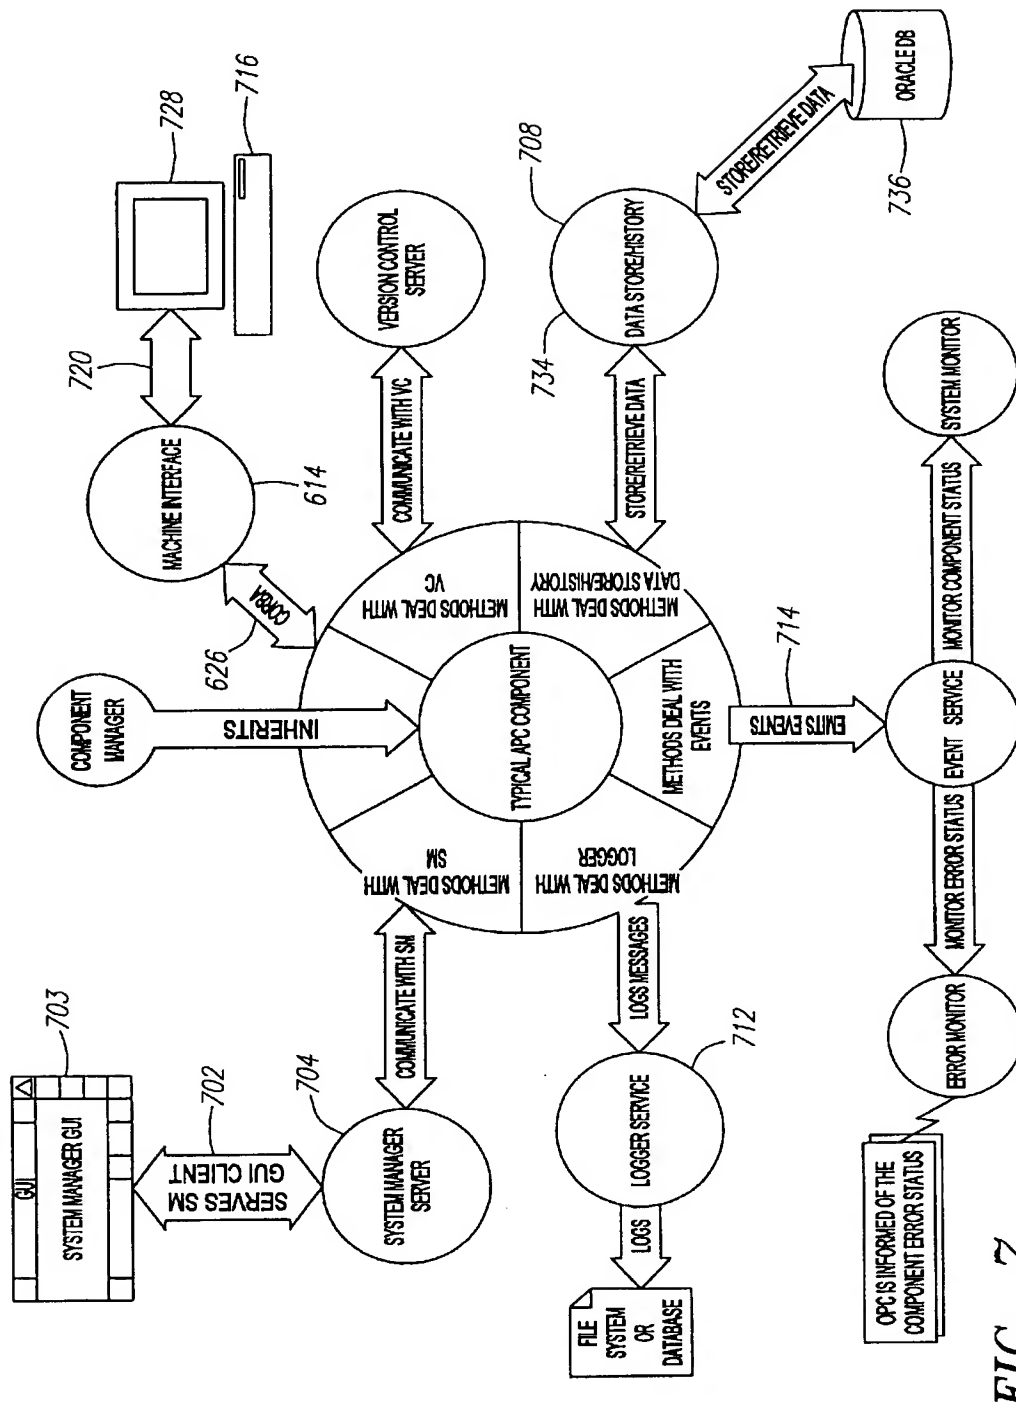 GUI
SYSTEM MANAGER GUI
703
702
SERVES SM
GUI CLIENT
704
SYSTEM MANAGER
SERVER
COMMUNICATE WITH SM
COMPONENT
MANAGER
INHERITS
626
CORBA
MACHINE INTERFACE
614
720
728
716
METHODS DEAL WITH
SM
METHODS DEAL WITH
VC
COMMUNICATE WITH VC
VERSION CONTROL
SERVER
TYPICAL APC COMPONENT
METHODS DEAL WITH
LOGGER
METHODS DEAL WITH
EVENTS
METHODS DEAL WITH
DATA STORE/HISTORY
STORE/RETRIEVE DATA
734
DATA STORE/HISTORY
708
STORE/RETRIEVE DATA
ORACLE DB
736
FILE
SYSTEM
OR
DATABASE
LOGS
LOGGER SERVICE
712
LOGS MESSAGES
EMITS EVENTS
714
OPC IS INFORMED OF THE
COMPONENT ERROR STATUS
ERROR MONITOR
MONITOR ERROR STATUS
EVENT SERVICE
MONITOR COMPONENT STATUS
SYSTEM MONITOR
FIG_7